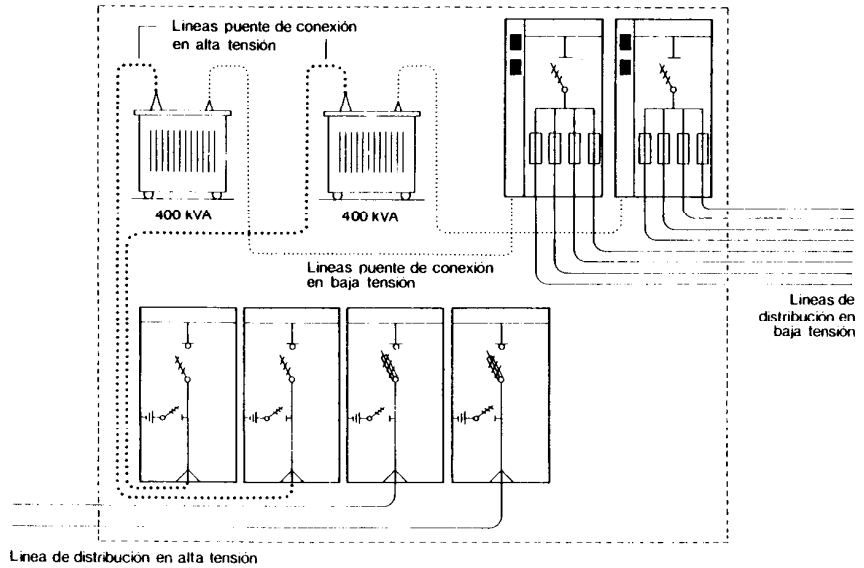 Lineas puente de conexión
en alta tensión
400 kVA
400 kVA
Lineas puente de conexión
en baja tensión
Lineas de
distribución en
baja tensión
Linea de distribución en alta tensión